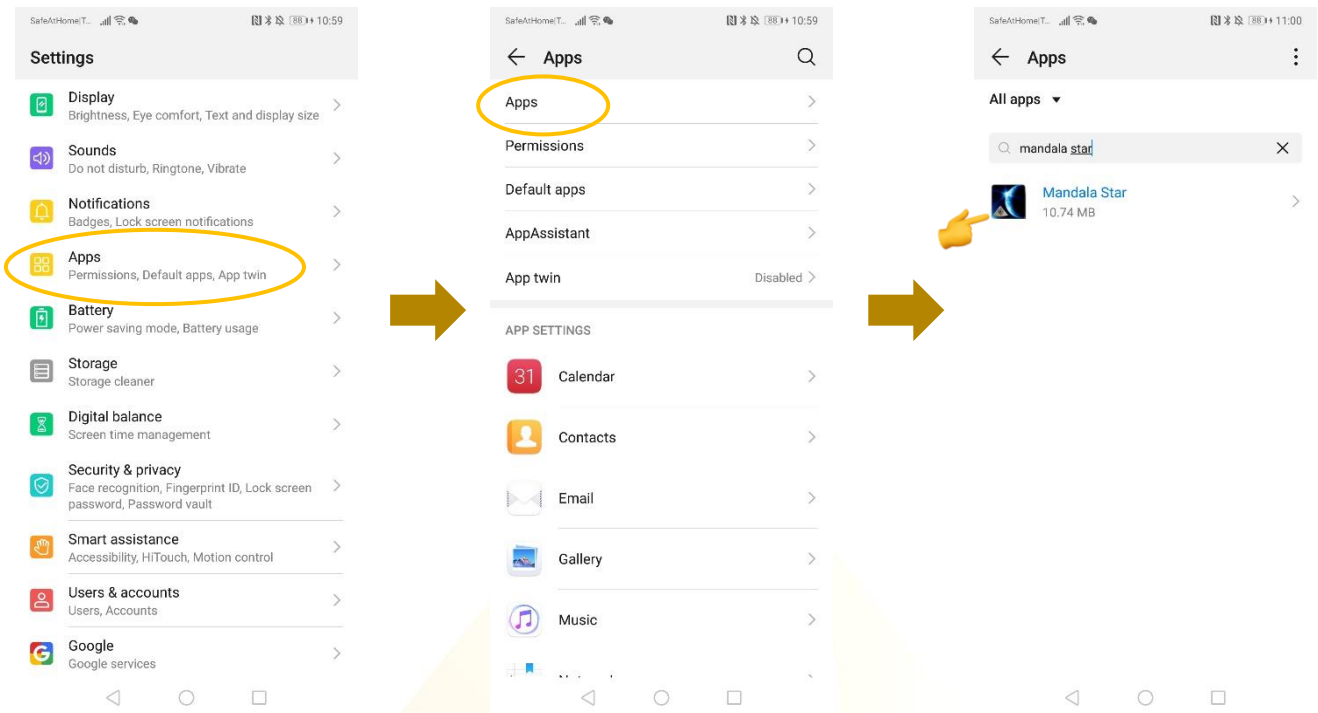 SafeAtHome|T... 88 10:59
Settings
Display
Brightness, Eye comfort, Text and display size
Sounds
Do not disturb, Ringtone, Vibrate
Notifications
Badges, Lock screen notifications
Apps
Permissions, Default apps, App twin
Battery
Power saving mode, Battery usage
Storage
Storage cleaner
Digital balance
Screen time management
Security & privacy
Face recognition, Fingerprint ID, Lock screen
password, Password vault
Smart assistance
Accessibility, HiTouch, Motion control
Users & accounts
Users, Accounts
Google
Google services
SafeAtHome|T... 88 10:59
Apps
Apps
Permissions
Default apps
AppAssistant
App twin Disabled
APP SETTINGS
31 Calendar
Contacts
Email
Gallery
Music
SafeAtHome|T... 88 11:00
Apps
All apps
mandala star
Mandala Star
10.74 MB